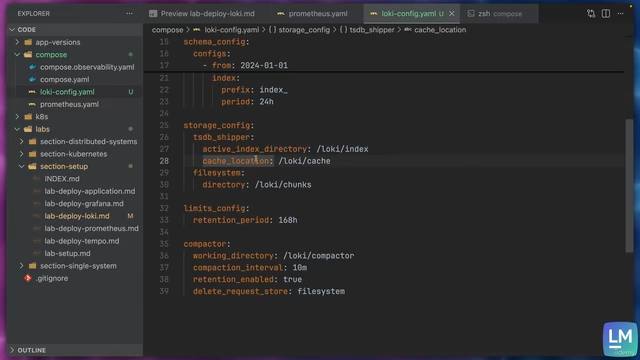 EXPLORER
CODE
app-versions
compose
compose.observability.yaml
compose.yaml
loki-config.yaml U
prometheus.yaml
k8s
labs
section-distributed-systems
section-kubernetes
section-setup
INDEX.md
lab-deploy-application.md
lab-deploy-grafana.md
lab-deploy-loki.md M
lab-deploy-prometheus.md
lab-deploy-tempo.md
lab-setup.md
section-single-system
.gitignore
OUTLINE
Preview lab-deploy-loki.md
prometheus.yaml
loki-config.yaml U
zsh compose
compose > loki-config.yaml > {} storage_config > {} tsdb_shipper > cache_location
15 schema_config:
16 configs:
17 - from: 2024-01-01
21 index:
22 prefix: index_
23 period: 24h
24
25 storage_config:
26 tsdb_shipper:
27 active_index_directory: /loki/index
28 cache_location: /loki/cache
29 filesystem:
30 directory: /loki/chunks
31
32 limits_config:
33 retention_period: 168h
34
35 compactor:
36 working_directory: /loki/compactor
37 compaction_interval: 10m
38 retention_enabled: true
39 delete_request_store: filesystem
LM
udemy